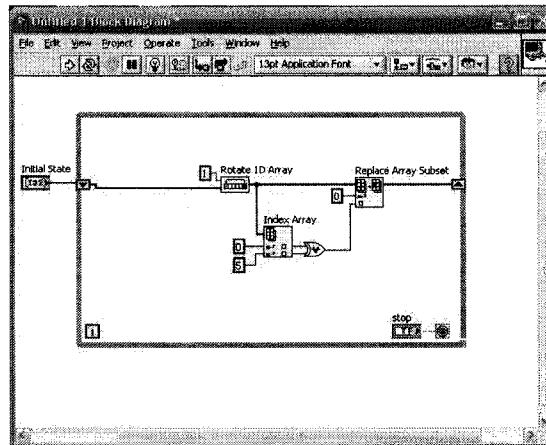 Untitled 1 Block Diagram *
File Edit View Project Operate Tools Window Help
13pt Application Font
Initial State
1
Rotate 1D Array
Replace Array Subset
0
Index Array
0
5
stop
TF
i